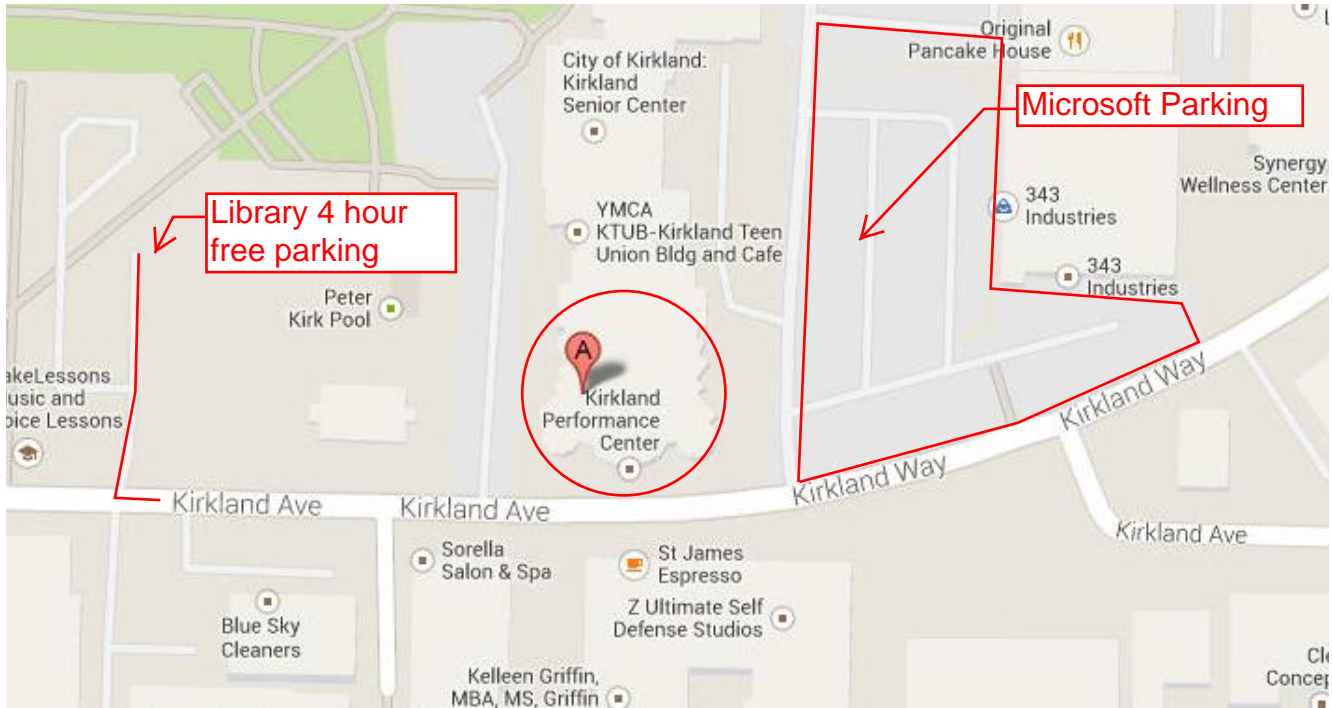 Original
Pancake House
City of Kirkland:
Kirkland
Senior Center
Microsoft Parking
Synergy
Wellness Center
Library 4 hour
free parking
YMCA
KTUB-Kirkland Teen
Union Bldg and Cafe
343
Industries
343
Industries
Peter
Kirk Pool
A
Kirkland
Performance
Center
akeLessons
usic and
oice Lessons
Kirkland Way
Kirkland Way
Kirkland Ave
Kirkland Ave
Kirkland Ave
Sorella
Salon & Spa
St James
Espresso
Z Ultimate Self
Defense Studios
Blue Sky
Cleaners
Kelleen Griffin,
MBA, MS, Griffin
Cle
Concep